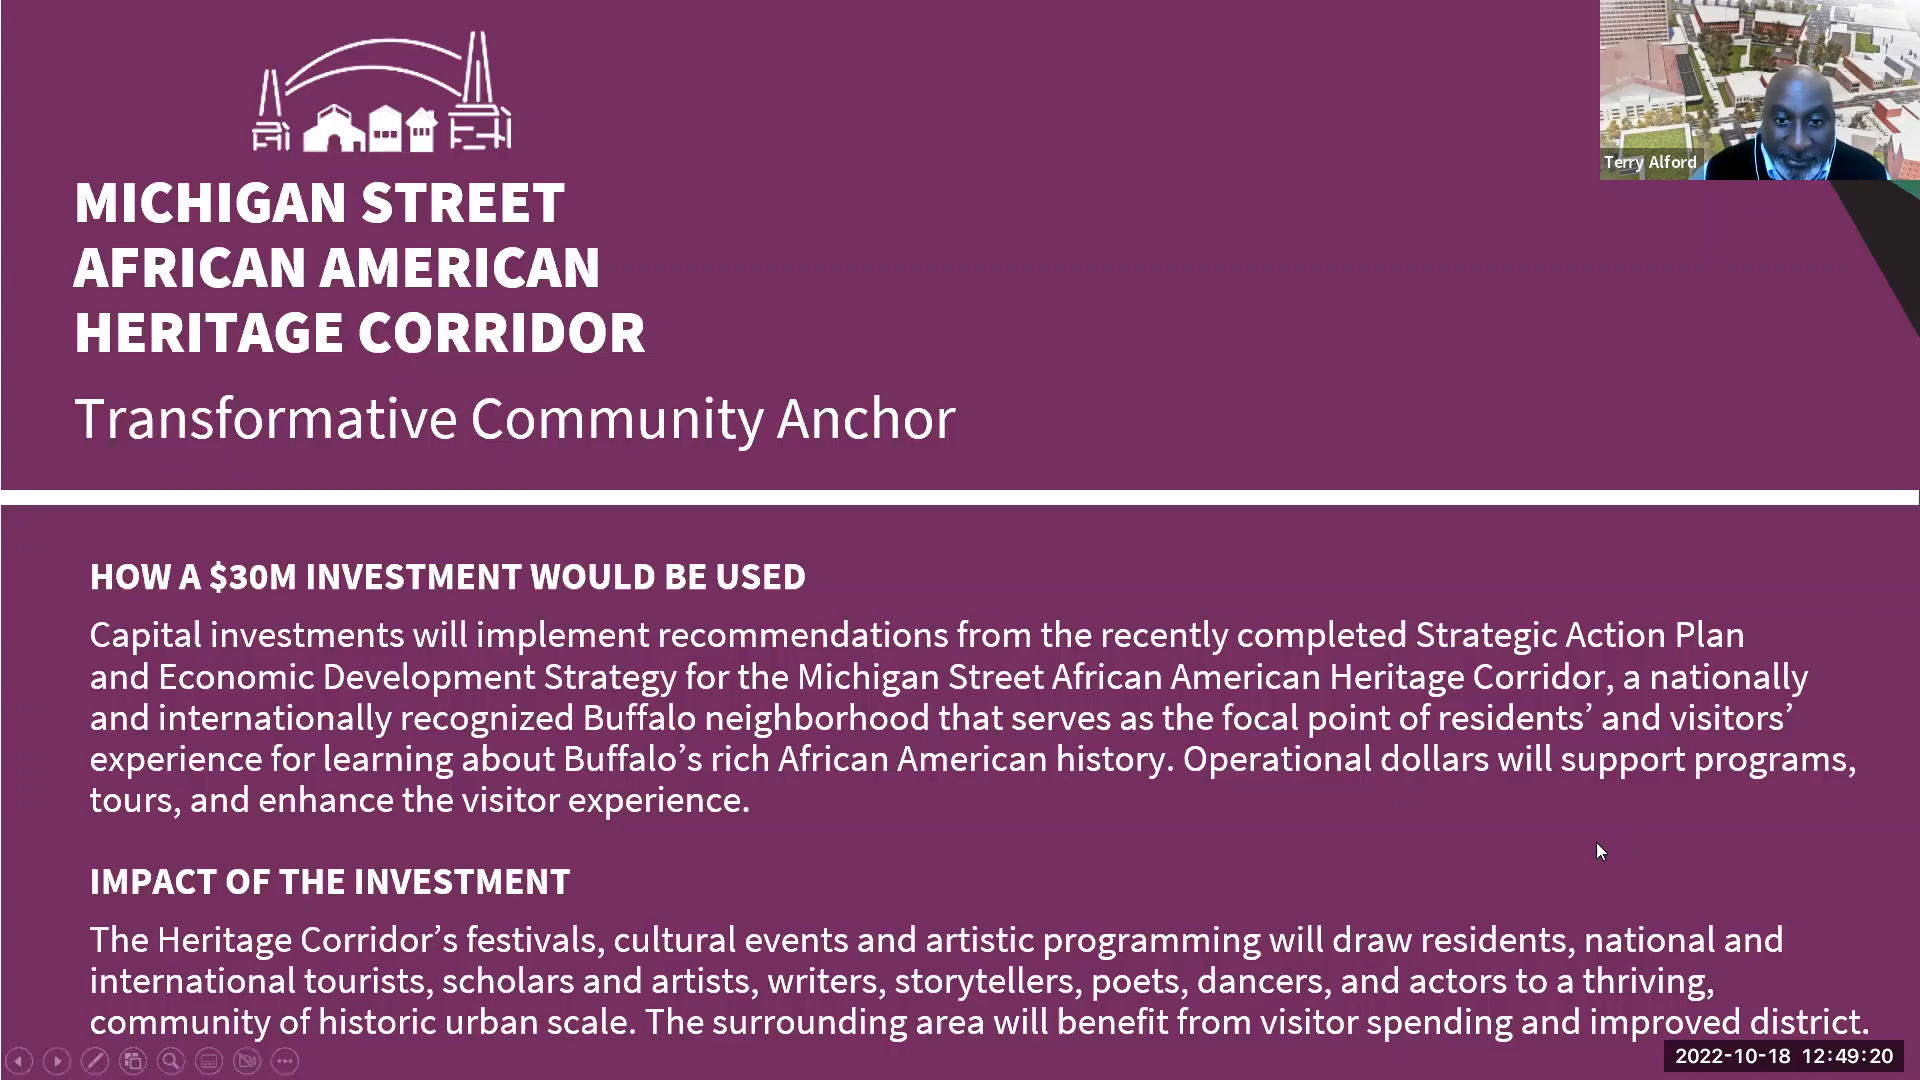 MICHIGAN STREET
AFRICAN AMERICAN
HERITAGE CORRIDOR
Transformative Community Anchor
Terry Alford
HOW A $30M INVESTMENT WOULD BE USED
Capital investments will implement recommendations from the recently completed Strategic Action Plan
and Economic Development Strategy for the Michigan Street African American Heritage Corridor, a nationally
and internationally recognized Buffalo neighborhood that serves as the focal point of residents’ and visitors’
experience for learning about Buffalo’s rich African American history. Operational dollars will support programs,
tours, and enhance the visitor experience.
IMPACT OF THE INVESTMENT
The Heritage Corridor’s festivals, cultural events and artistic programming will draw residents, national and
international tourists, scholars and artists, writers, storytellers, poets, dancers, and actors to a thriving,
community of historic urban scale. The surrounding area will benefit from visitor spending and improved district.
2022-10-18 12:49:20